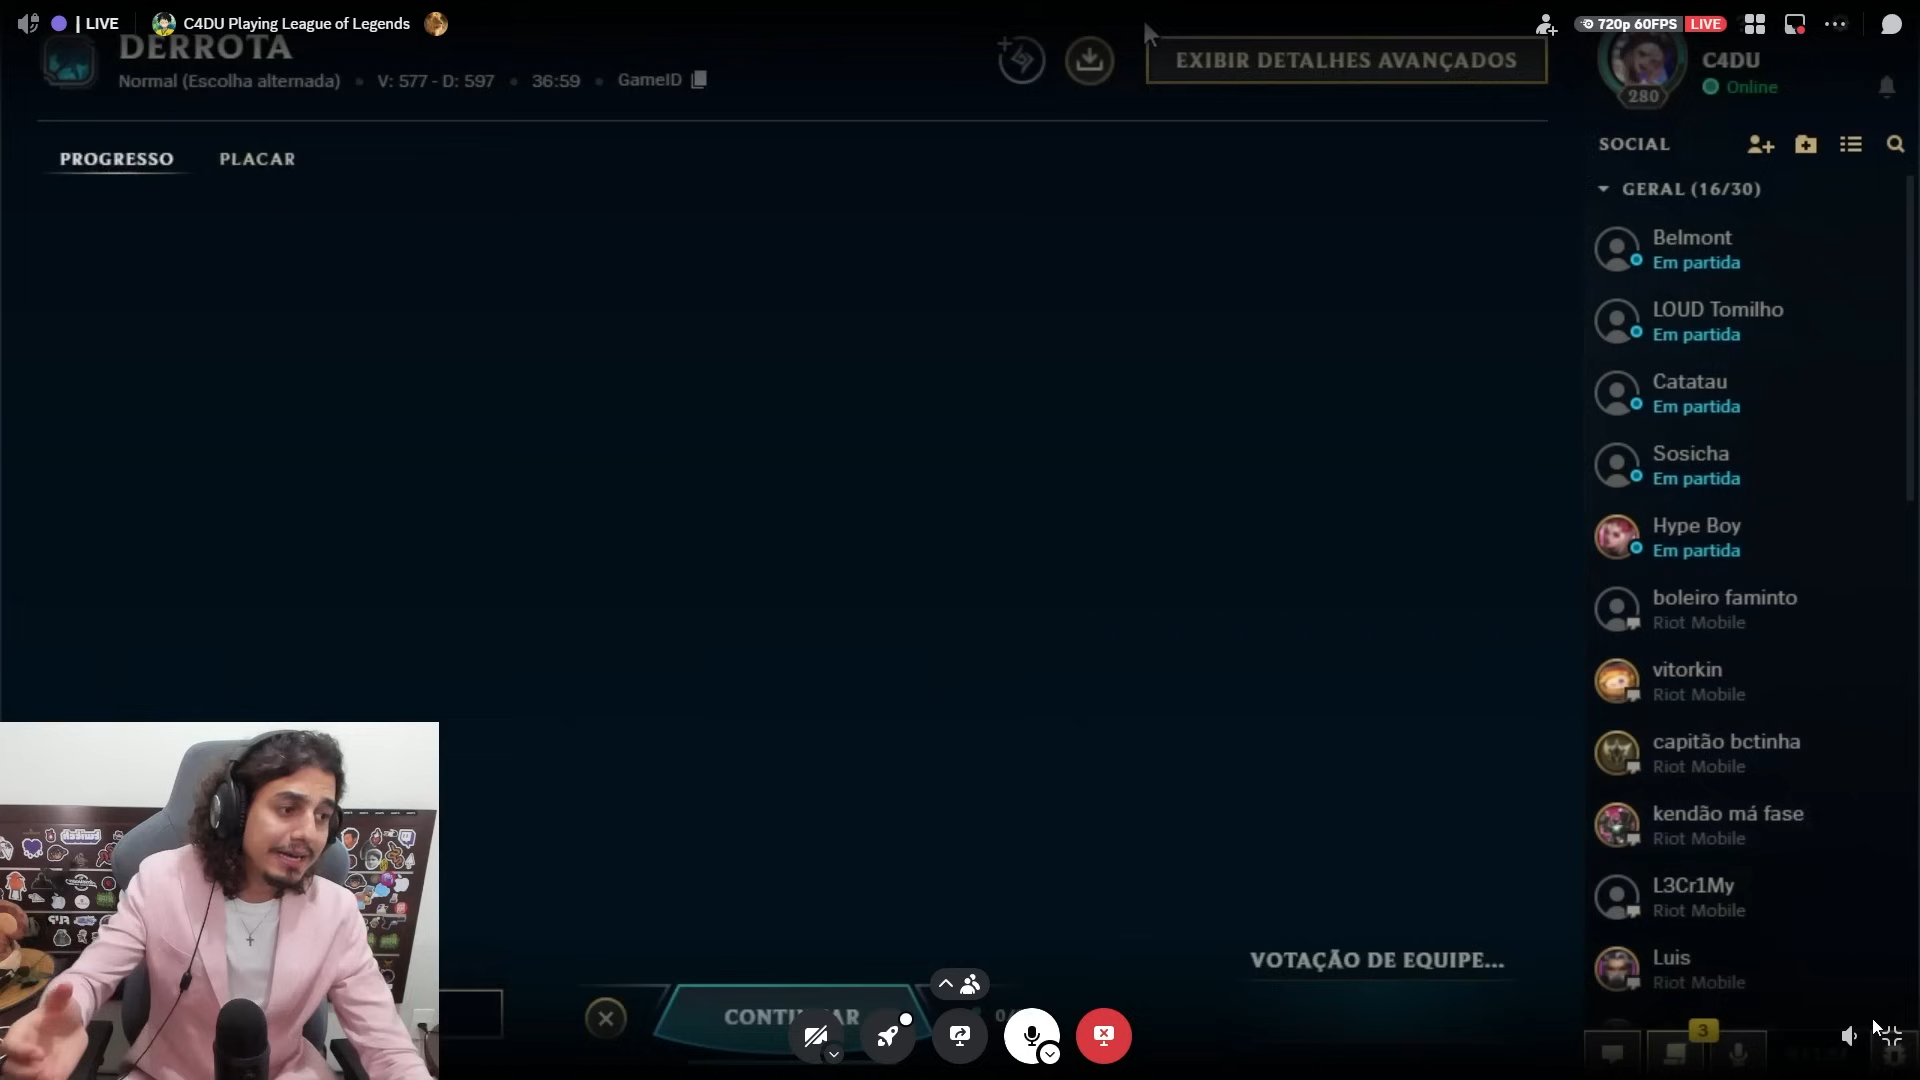 | LIVE
C4DU Playing League of Legends
720p 60FPS
LIVE
DERROTA
Normal (Escolha alternada) • V: 577 - D: 597 • 36:59 • GameID
EXIBIR DETALHES AVANÇADOS
280
C4DU
Online
PROGRESSO
PLACAR
SOCIAL
GERAL (16/30)
Belmont
Em partida
LOUD Tomilho
Em partida
Catatau
Em partida
Sosicha
Em partida
Hype Boy
Em partida
boleiro faminto
Riot Mobile
vitorkin
Riot Mobile
capitão bctinha
Riot Mobile
kendão má fase
Riot Mobile
L3Cr1My
Riot Mobile
Luis
Riot Mobile
VOTAÇÃO DE EQUIPE...
3